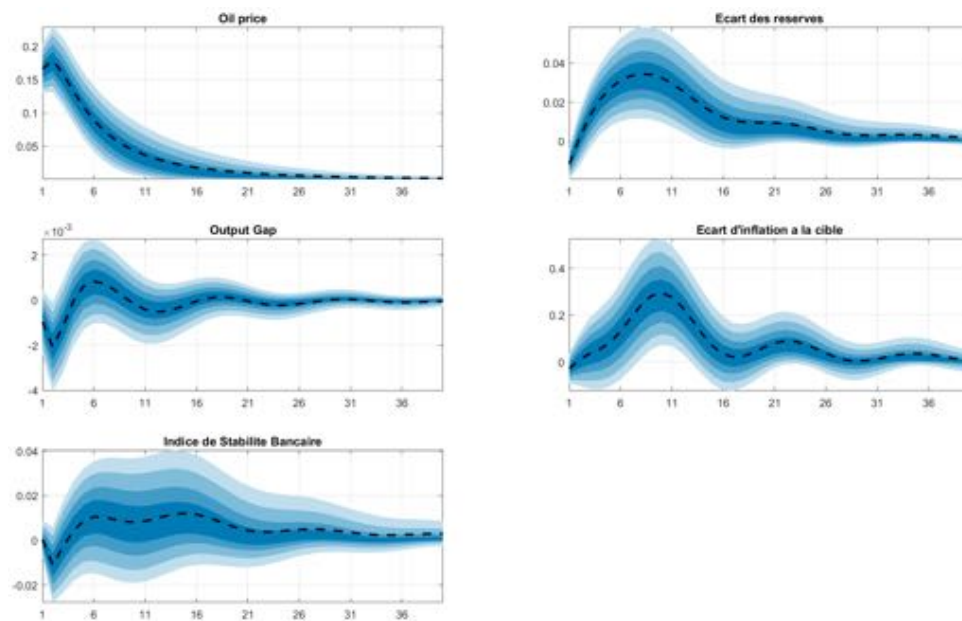 Oil price
0.2
0.15
0.1
0.05
1 6 11 16 21 26 31 36
Ecart des reserves
0.04
0.02
0
1 6 11 16 21 26 31 36
Output Gap
×10⁻³
2
0
-2
-4
1 6 11 16 21 26 31 36
Ecart d'inflation a la cible
0.4
0.2
0
1 6 11 16 21 26 31 36
Indice de Stabilite Bancaire
0.04
0.02
0
-0.02
1 6 11 16 21 26 31 36